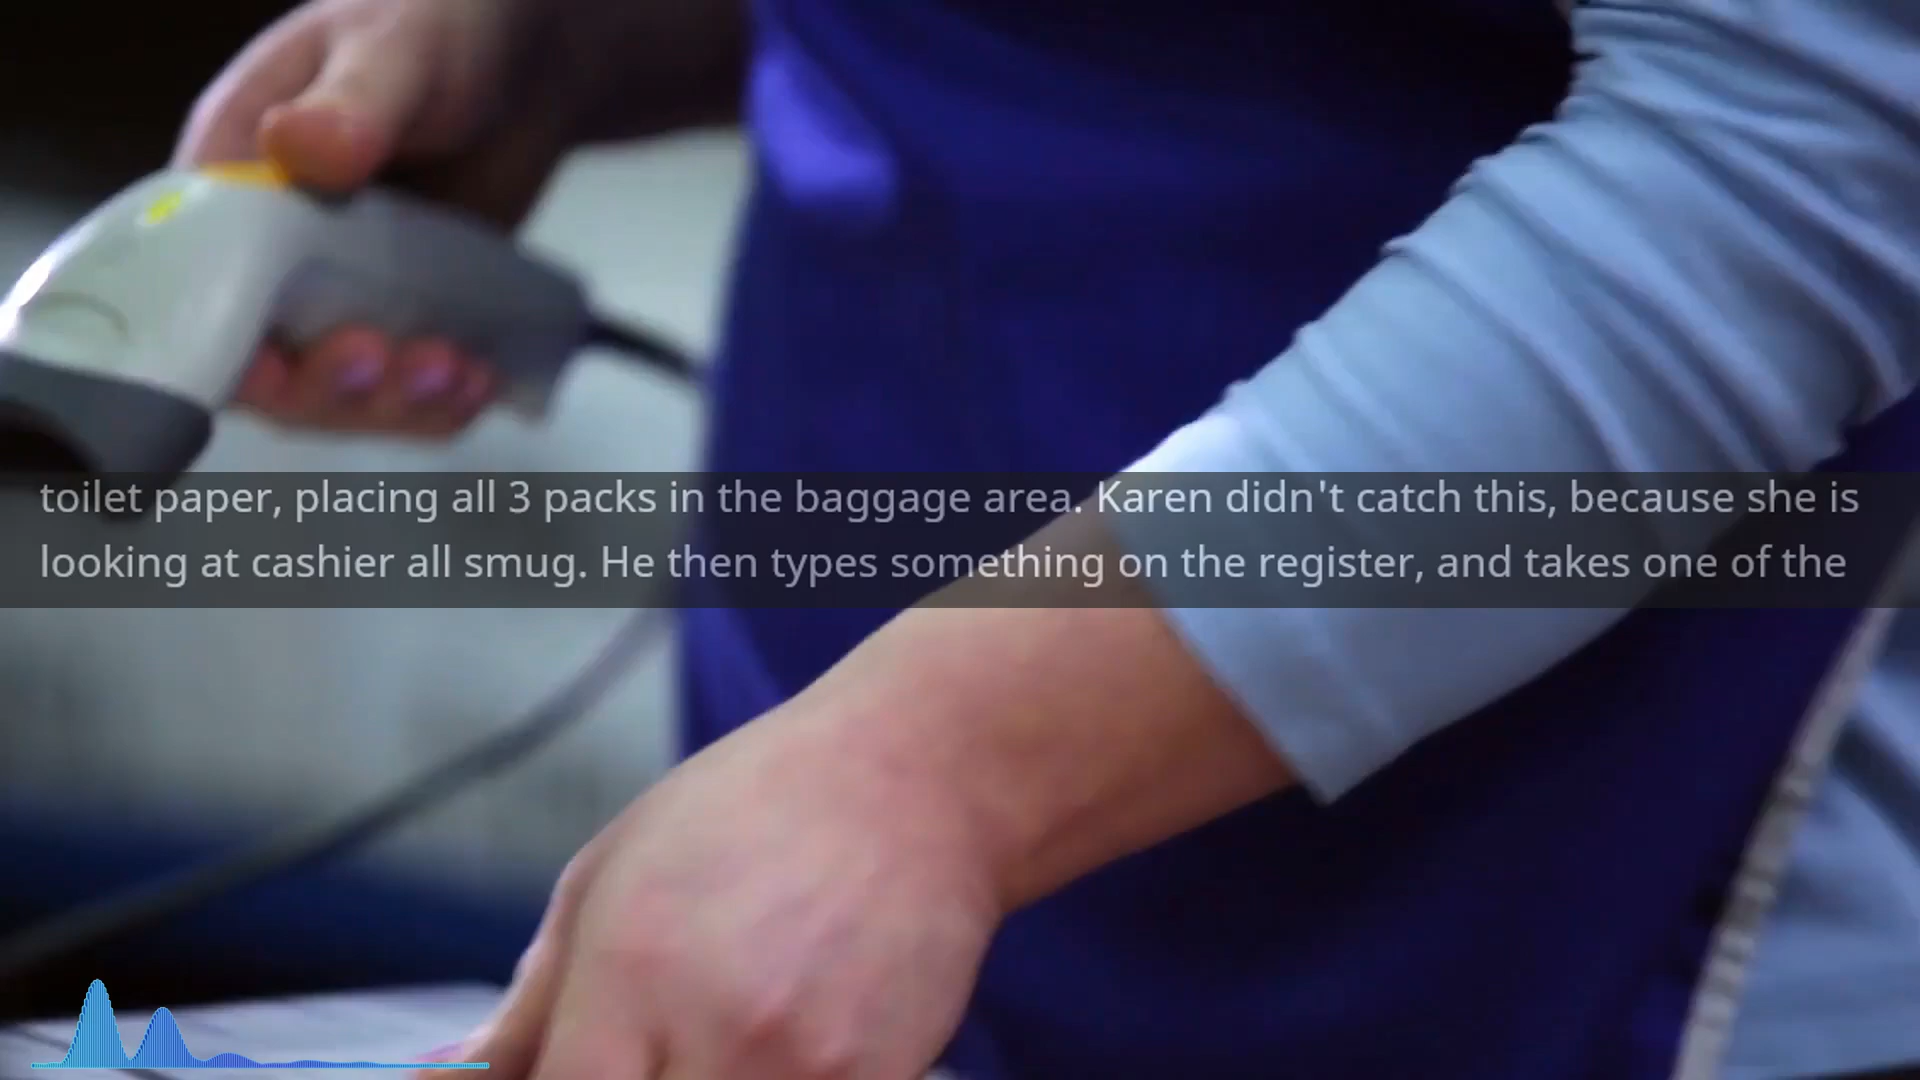 toilet paper, placing all 3 packs in the baggage area. Karen didn't catch this, because she is
looking at cashier all smug. He then types something on the register, and takes one of the